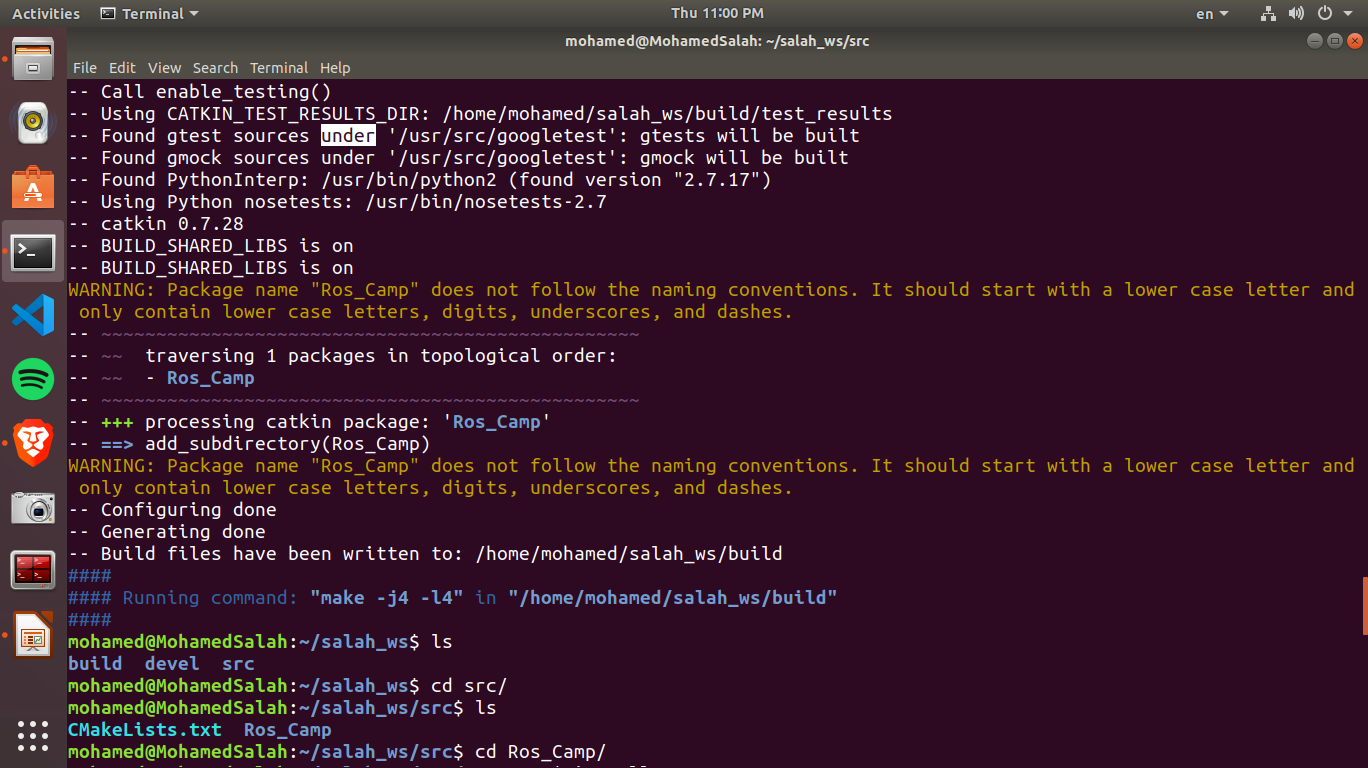 Activities Terminal Thu 11:00 PM en
mohamed@MohamedSalah: ~/salah_ws/src
File Edit View Search Terminal Help
-- Call enable_testing()
-- Using CATKIN_TEST_RESULTS_DIR: /home/mohamed/salah_ws/build/test_results
-- Found gtest sources under '/usr/src/googletest': gtests will be built
-- Found gmock sources under '/usr/src/googletest': gmock will be built
-- Found PythonInterp: /usr/bin/python2 (found version "2.7.17")
-- Using Python nosetests: /usr/bin/nosetests-2.7
-- catkin 0.7.28
-- BUILD_SHARED_LIBS is on
-- BUILD_SHARED_LIBS is on
WARNING: Package name "Ros_Camp" does not follow the naming conventions. It should start with a lower case letter and
only contain lower case letters, digits, underscores, and dashes.
-- ~~~~~~~~~~~~~~~~~~~~~~~~~~~~~~~~~~~~~~~~~~~~~~~~~
-- ~~  traversing 1 packages in topological order:
-- ~~  - Ros_Camp
-- ~~~~~~~~~~~~~~~~~~~~~~~~~~~~~~~~~~~~~~~~~~~~~~~~~
-- +++ processing catkin package: 'Ros_Camp'
-- ==> add_subdirectory(Ros_Camp)
WARNING: Package name "Ros_Camp" does not follow the naming conventions. It should start with a lower case letter and
only contain lower case letters, digits, underscores, and dashes.
-- Configuring done
-- Generating done
-- Build files have been written to: /home/mohamed/salah_ws/build
####
#### Running command: "make -j4 -l4" in "/home/mohamed/salah_ws/build"
####
mohamed@MohamedSalah:~/salah_ws$ ls
build  devel  src
mohamed@MohamedSalah:~/salah_ws$ cd src/
mohamed@MohamedSalah:~/salah_ws/src$ ls
CMakeLists.txt  Ros_Camp
mohamed@MohamedSalah:~/salah_ws/src$ cd Ros_Camp/